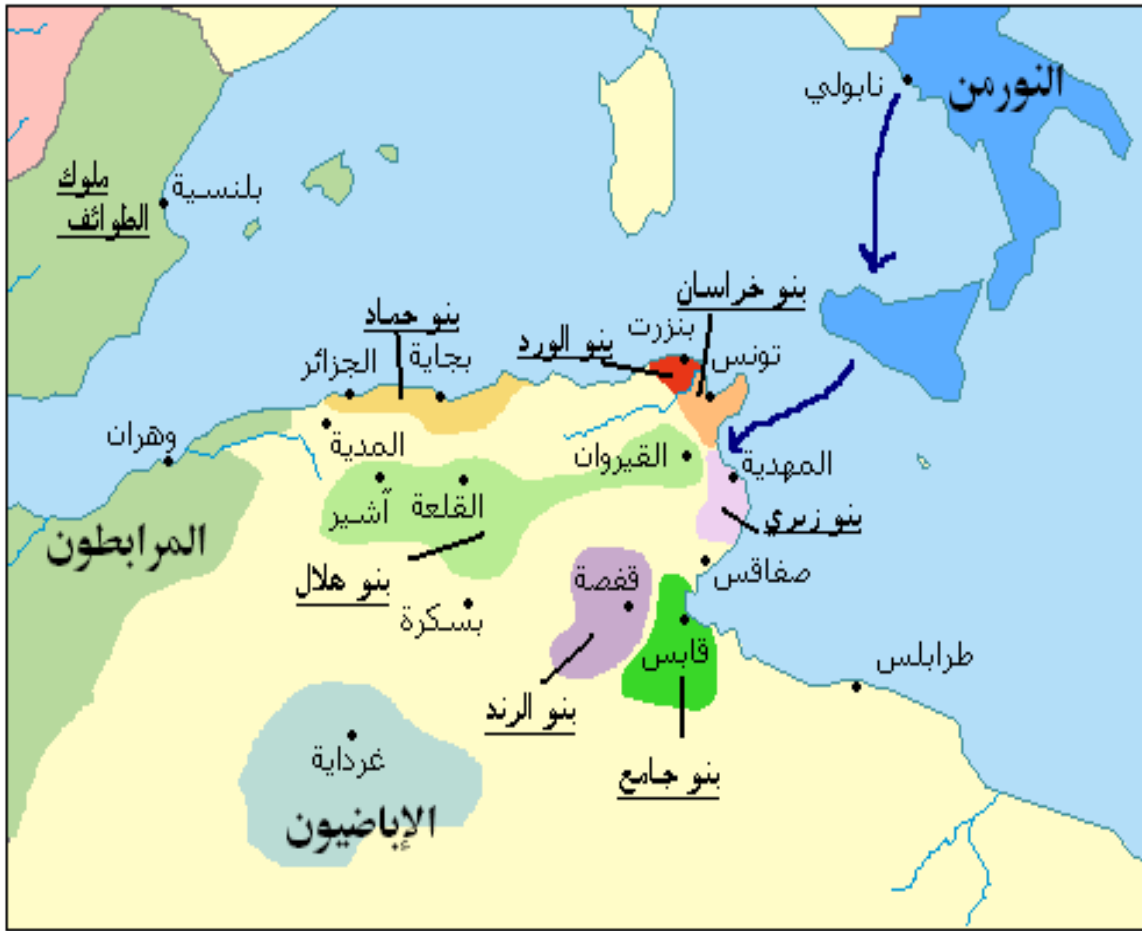 النورمن
نابولي
ملوك
الطوائف
بلنسية
بنو خراسان
بنو حماد
بنزرت
بنو الورد
تونس
بجاية
الجزائر
وهران
المدية
القيروان
المهدية
آشير
القلعة
بنو زيري
المرابطون
صفاقس
بنو هلال
قفصة
بسكرة
قابس
طرابلس
بنو الرند
غرداية
بنو جامع
الإباضيون